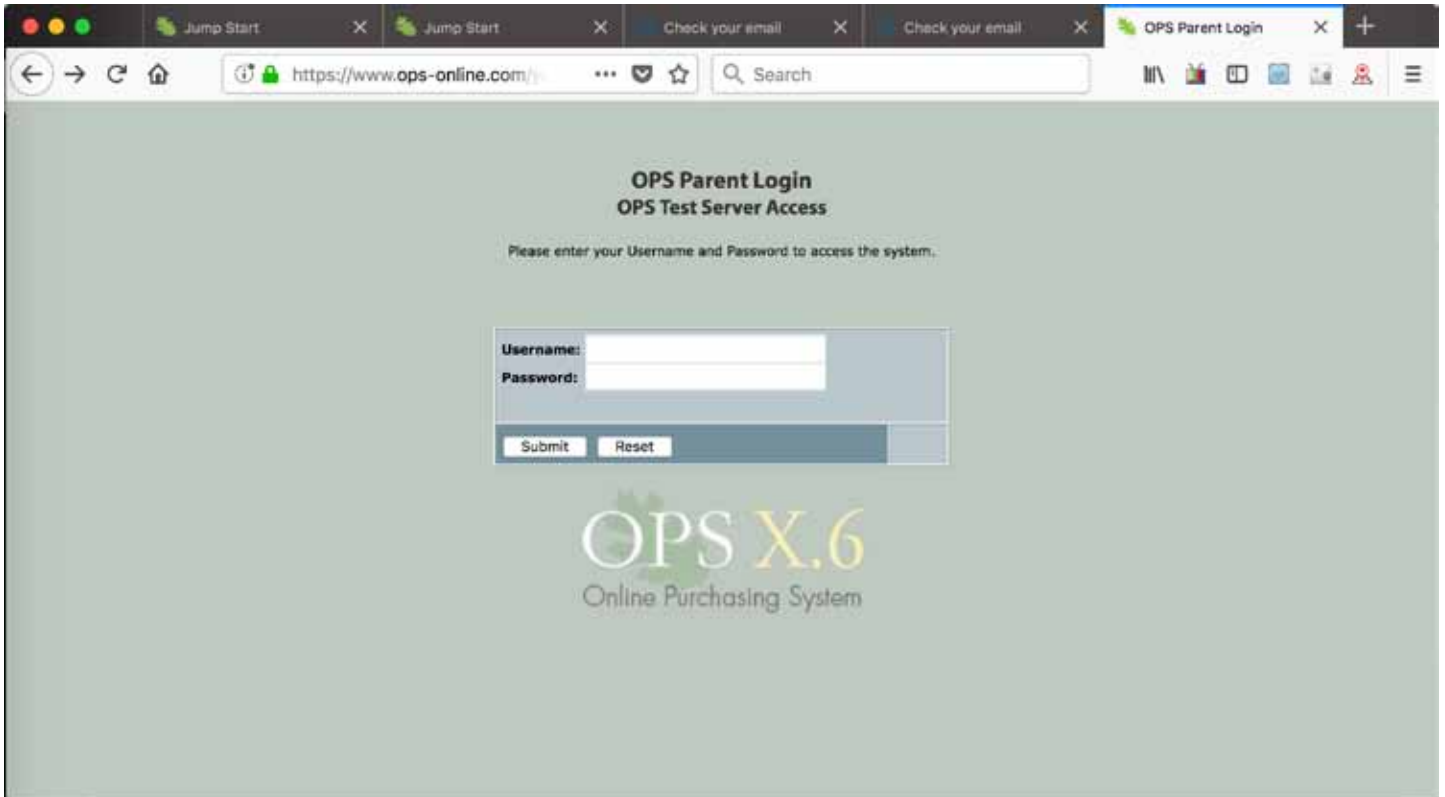 Jump Start
Jump Start
Check your email
Check your email
OPS Parent Login
https://www.ops-online.com/
Search
OPS Parent Login
OPS Test Server Access
Please enter your Username and Password to access the system.
Username:
Password:
Submit Reset
OPS X.6
Online Purchasing System